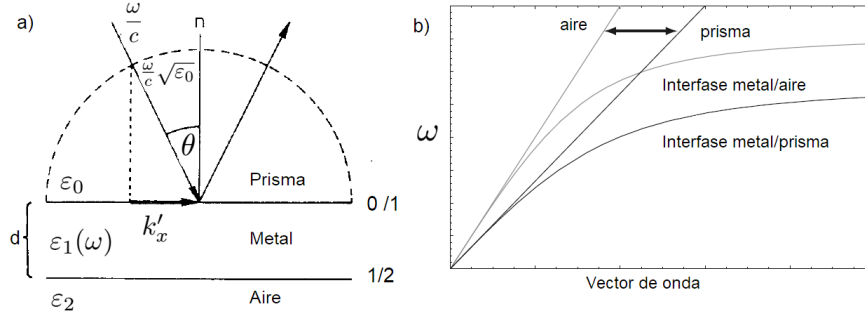 a)
ω/c
n
ω/c √ε₀
θ
ε₀
Prisma
0 /1
k'ₓ
d
ε₁(ω)
Metal
1/2
ε₂
Aire
b)
aire
prisma
Interfase metal/aire
ω
Interfase metal/prisma
Vector de onda